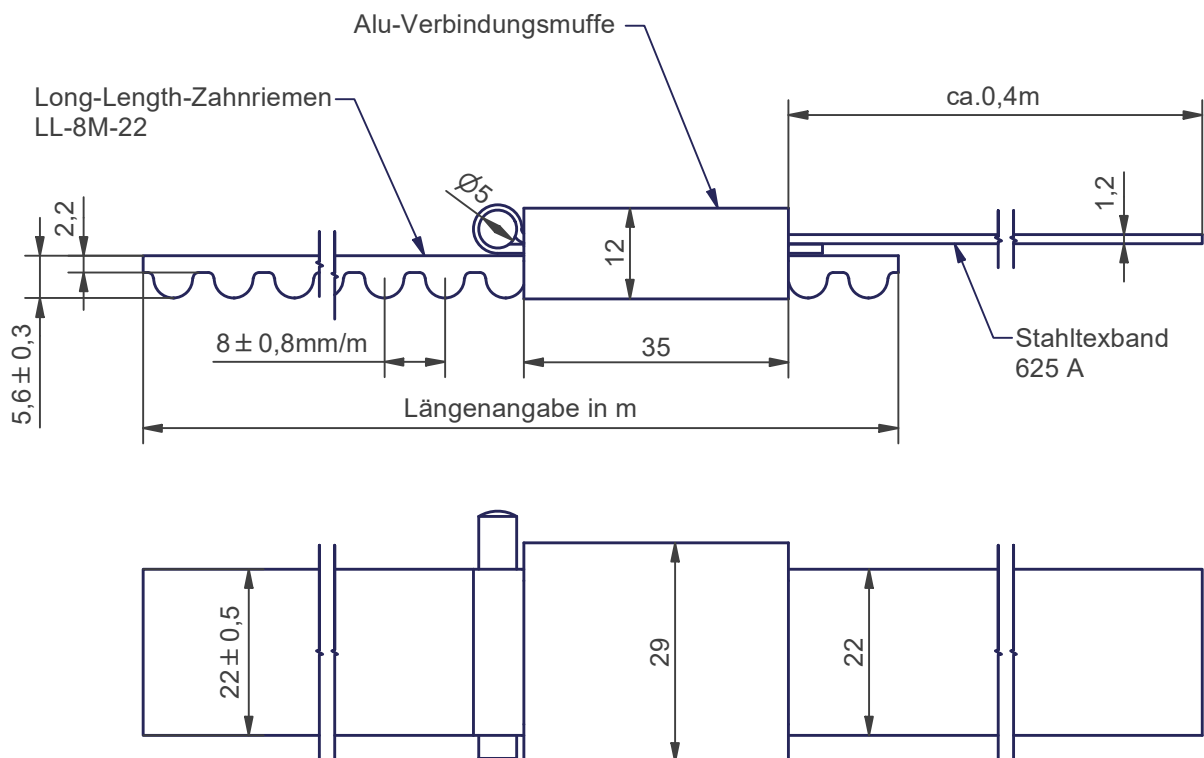 Alu-Verbindungsmuffe
Long-Length-Zahnriemen
LL-8M-22
ca.0,4m
Ø5
2,2
1,2
12
5,6 ± 0,3
8 ± 0,8mm/m
35
Stahltexband
625 A
Längenangabe in m
22 ± 0,5
29
22